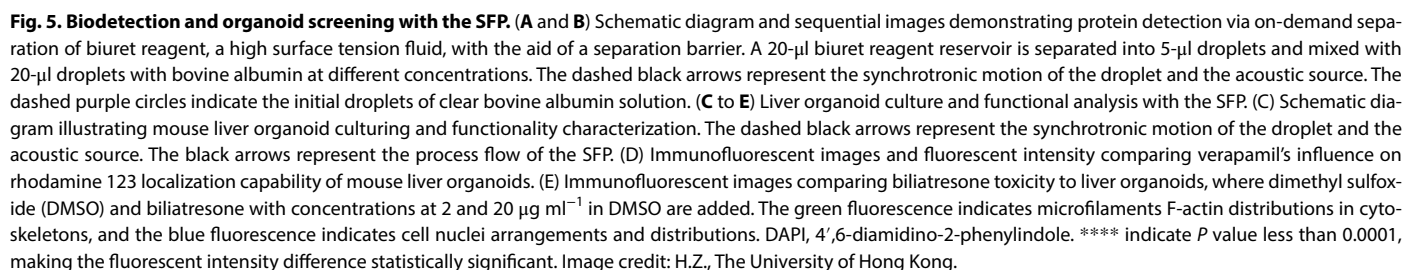 Fig. 5. Biodetection and organoid screening with the SFP. (A and B) Schematic diagram and sequential images demonstrating protein detection via on-demand sepa-
ration of biuret reagent, a high surface tension fluid, with the aid of a separation barrier. A 20-μl biuret reagent reservoir is separated into 5-μl droplets and mixed with
20-μl droplets with bovine albumin at different concentrations. The dashed black arrows represent the synchrotronic motion of the droplet and the acoustic source. The
dashed purple circles indicate the initial droplets of clear bovine albumin solution. (C to E) Liver organoid culture and functional analysis with the SFP. (C) Schematic dia-
gram illustrating mouse liver organoid culturing and functionality characterization. The dashed black arrows represent the synchrotronic motion of the droplet and the
acoustic source. The black arrows represent the process flow of the SFP. (D) Immunofluorescent images and fluorescent intensity comparing verapamil's influence on
rhodamine 123 localization capability of mouse liver organoids. (E) Immunofluorescent images comparing biliatresone toxicity to liver organoids, where dimethyl sulfox-
ide (DMSO) and biliatresone with concentrations at 2 and 20 μg ml⁻¹ in DMSO are added. The green fluorescence indicates microfilaments F-actin distributions in cyto-
skeletons, and the blue fluorescence indicates cell nuclei arrangements and distributions. DAPI, 4′,6-diamidino-2-phenylindole. **** indicate P value less than 0.0001,
making the fluorescent intensity difference statistically significant. Image credit: H.Z., The University of Hong Kong.